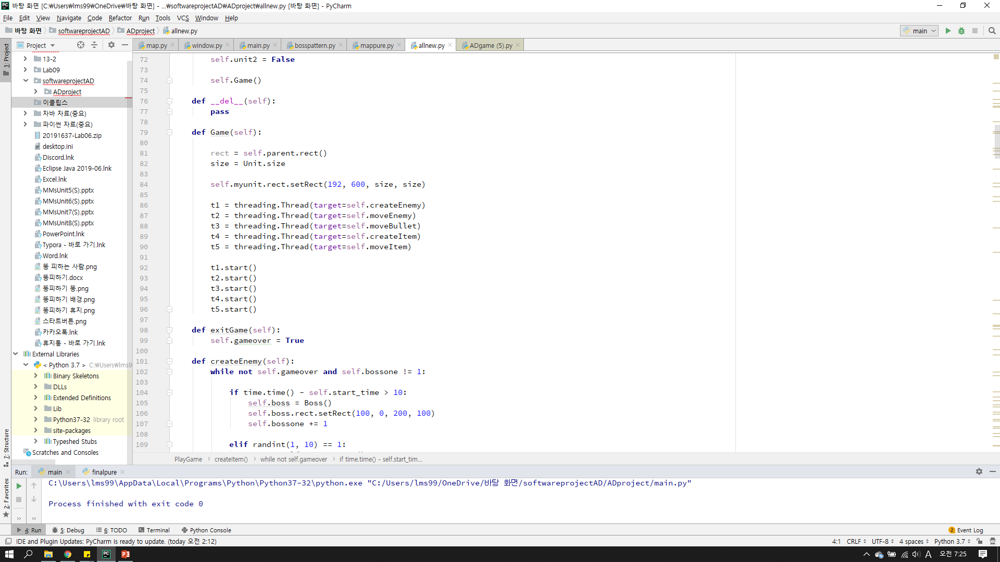 바탕 화면 [C:₩Users₩lms99₩OneDrive₩바탕 화면] - ...₩softwareprojectAD₩ADproject₩allnew.py [바탕 화면] - PyCharm
File Edit View Navigate Code Refactor Run Tools VCS Window Help
바탕 화면 softwareprojectAD ADproject allnew.py main
1: Project
Project
map.py window.py main.py bosspattern.py mappure.py allnew.py ADgame (5).py
13-2
Lab09
softwareprojectAD
ADproject
이클립스
자바 자료(중요)
파이썬 자료(중요)
20191637-Lab06.zip
desktop.ini
Discord.lnk
Eclipse Java 2019-06.lnk
Excel.lnk
MMsUnit5(S).pptx
MMsUnit6(S).pptx
MMsUnit7(S).pptx
MMsUnit8(S).pptx
PowerPoint.lnk
Typora - 바로 가기.lnk
Word.lnk
똥 피하는 사람.png
똥피하기.docx
똥피하기 똥.png
똥피하기 배경.png
똥피하기 휴지.png
스타트버튼.png
카카오톡.lnk
휴지통 - 바로 가기.lnk
External Libraries
< Python 3.7 > C:₩Users₩lms9
Binary Skeletons
DLLs
Extended Definitions
Lib
Python37-32 library root
site-packages
Typeshed Stubs
Scratches and Consoles
7: Structure
2: Favorites
72 self.unit2 = False
73
74 self.Game()
75
76 def __del__(self):
77 pass
78
79 def Game(self):
80
81 rect = self.parent.rect()
82 size = Unit.size
83
84 self.myunit.rect.setRect(192, 600, size, size)
85
86 t1 = threading.Thread(target=self.createEnemy)
87 t2 = threading.Thread(target=self.moveEnemy)
88 t3 = threading.Thread(target=self.moveBullet)
89 t4 = threading.Thread(target=self.createItem)
90 t5 = threading.Thread(target=self.moveItem)
91
92 t1.start()
93 t2.start()
94 t3.start()
95 t4.start()
96 t5.start()
97
98 def exitGame(self):
99 self.gameover = True
100
101 def createEnemy(self):
102 while not self.gameover and self.bossone != 1:
103
104 if time.time() - self.start_time > 10:
105 self.boss = Boss()
106 self.boss.rect.setRect(100, 0, 200, 100)
107 self.bossone += 1
108
109 elif randint(1, 10) == 1:
PlayGame createItem() while not self.gameover if time.time() - self.start_tim...
Run: main finalpure
C:\Users\lms99\AppData\Local\Programs\Python\Python37-32\python.exe "C:/Users/lms99/OneDrive/바탕 화면/softwareprojectAD/ADproject/main.py"
Process finished with exit code 0
4: Run 5: Debug 6: TODO Terminal Python Console 2 Event Log
IDE and Plugin Updates: PyCharm is ready to update. (today 오전 2:12) 4:1 CRLF UTF-8 4 spaces Python 3.7
A 오전 7:25